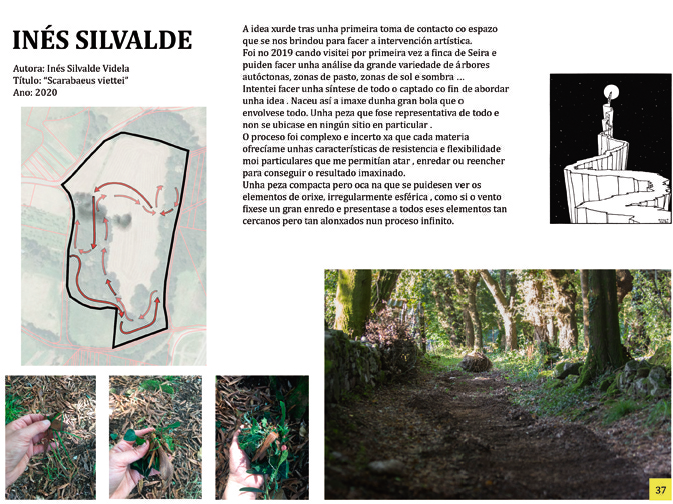 INÉS SILVALDE
Autora: Inés Silvalde Videla
Título: “Scarabaeus viettei”
Ano: 2020
A idea xurde tras unha primeira toma de contacto co espazo
que se nos brindou para facer a intervención artística.
Foi no 2019 cando visitei por primeira vez a finca de Seira e
puiden facer unha análise da grande variedade de árbores
autóctonas, zonas de pasto, zonas de sol e sombra ...
Intentei facer unha síntese de todo o captado co fin de abordar
unha idea . Naceu así a imaxe dunha gran bola que o
envolvese todo. Unha peza que fose representativa de todo e
non se ubicase en ningún sitio en particular .
O proceso foi complexo e incerto xa que cada materia
ofrecíame unhas características de resistencia e flexibilidade
moi particulares que me permitían atar , enredar ou reencher
para conseguir o resultado imaxinado.
Unha peza compacta pero oca na que se puidesen ver os
elementos de orixe, irregularmente esférica , como si o vento
fixese un gran enredo e presentase a todos eses elementos tan
cercanos pero tan alonxados nun proceso infinito.
37